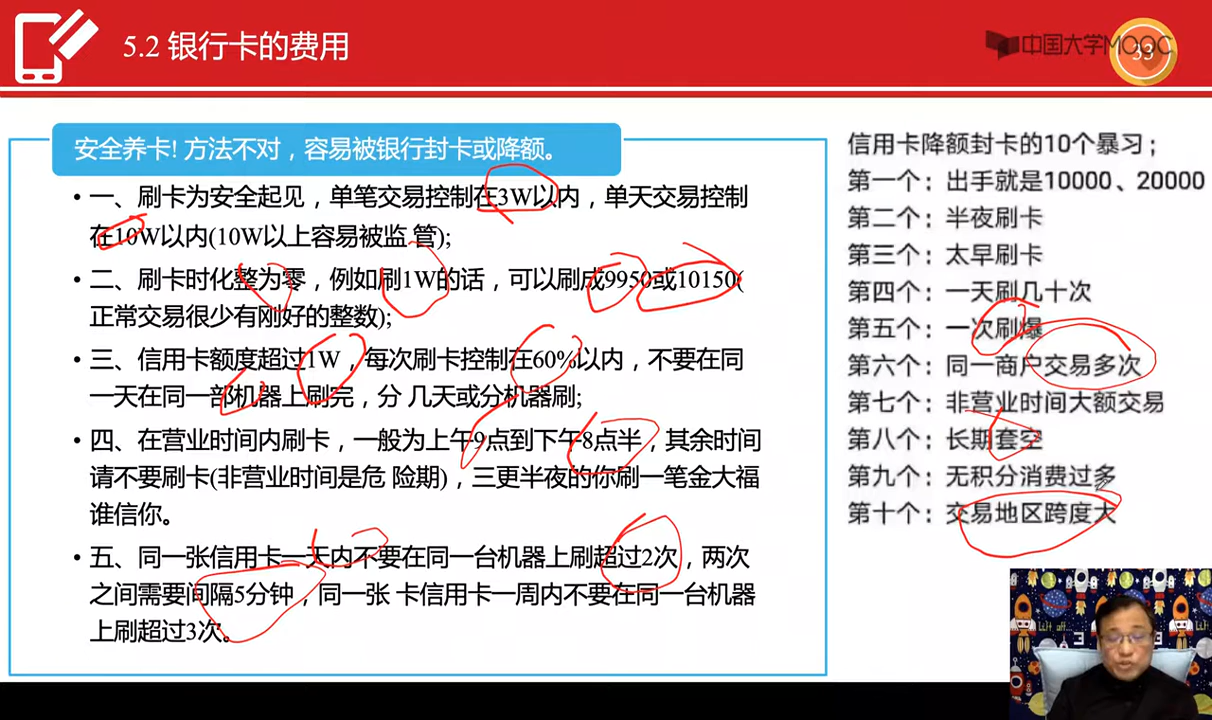 5.2 银行卡的费用
中国大学MOOC
33
安全养卡! 方法不对，容易被银行封卡或降额。
• 一、刷卡为安全起见，单笔交易控制在3W以内，单天交易控制
在10W以内(10W以上容易被监 管);
• 二、刷卡时化整为零，例如刷1W的话，可以刷成9950或10150(
正常交易很少有刚好的整数);
• 三、信用卡额度超过1W，每次刷卡控制在60%以内，不要在同
一天在同一部机器上刷完，分 几天或分机器刷;
• 四、在营业时间内刷卡，一般为上午9点到下午8点半，其余时间
请不要刷卡(非营业时间是危 险期)，三更半夜的你刷一笔金大福
谁信你。
• 五、同一张信用卡一天内不要在同一台机器上刷超过2次，两次
之间需要间隔5分钟，同一张 卡信用卡一周内不要在同一台机器
上刷超过3次。
信用卡降额封卡的10个暴习；
第一个：出手就是10000、20000
第二个：半夜刷卡
第三个：太早刷卡
第四个：一天刷几十次
第五个：一次刷爆
第六个：同一商户交易多次
第七个：非营业时间大额交易
第八个：长期套空
第九个：无积分消费过多
第十个：交易地区跨度大